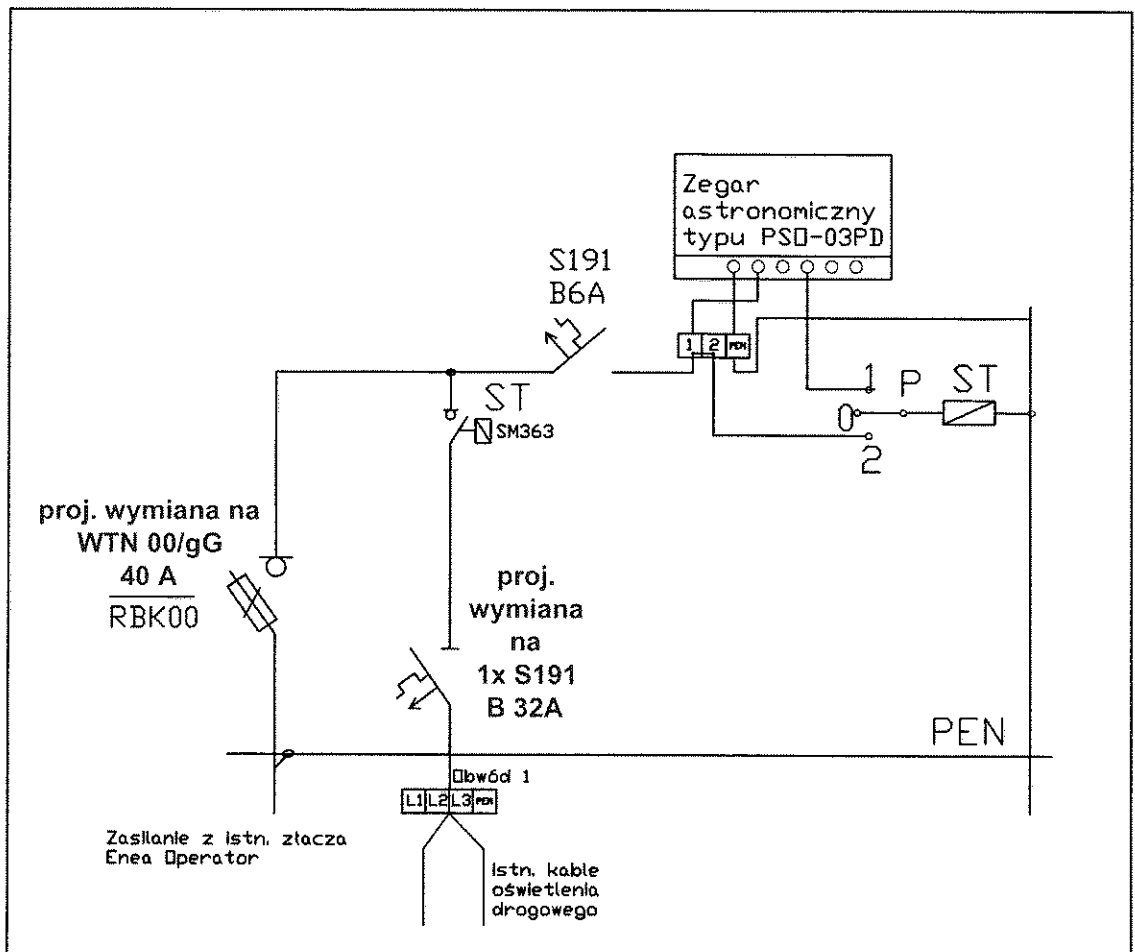 Zegar
astronomiczny
typu PSO-03PD
S191
B6A
1 2 PEN
1
P
ST
0
2
ST
SM363
proj. wymiana na
WTN 00/gG
40 A
RBK00
proj.
wymiana
na
1x S191
B 32A
PEN
Obwód 1
L1 L2 L3 PEN
Zasilanie z istn. złącza
Enea Operator
Istn. kable
oświetlenia
drogowego